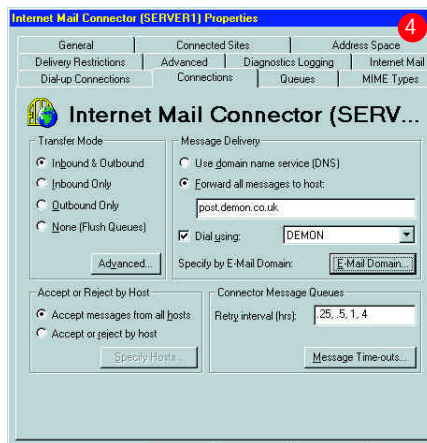 Internet Mail Connector (SERVER1) Properties
4
General Connected Sites Address Space
Delivery Restrictions Advanced Diagnostics Logging Internet Mail
Dial-up Connections Connections Queues MIME Types
Internet Mail Connector (SERV...
Transfer Mode
Inbound & Outbound
Inbound Only
Outbound Only
None (Flush Queues)
Advanced...
Message Delivery
Use domain name service (DNS)
Forward all messages to host:
post.demon.co.uk
Dial using: DEMON
Specify by E-Mail Domain: E-Mail Domain...
Accept or Reject by Host
Accept messages from all hosts
Accept or reject by host
Specify Hosts...
Connector Message Queues
Retry interval (hrs): .25, .5, 1, 4
Message Time-outs...